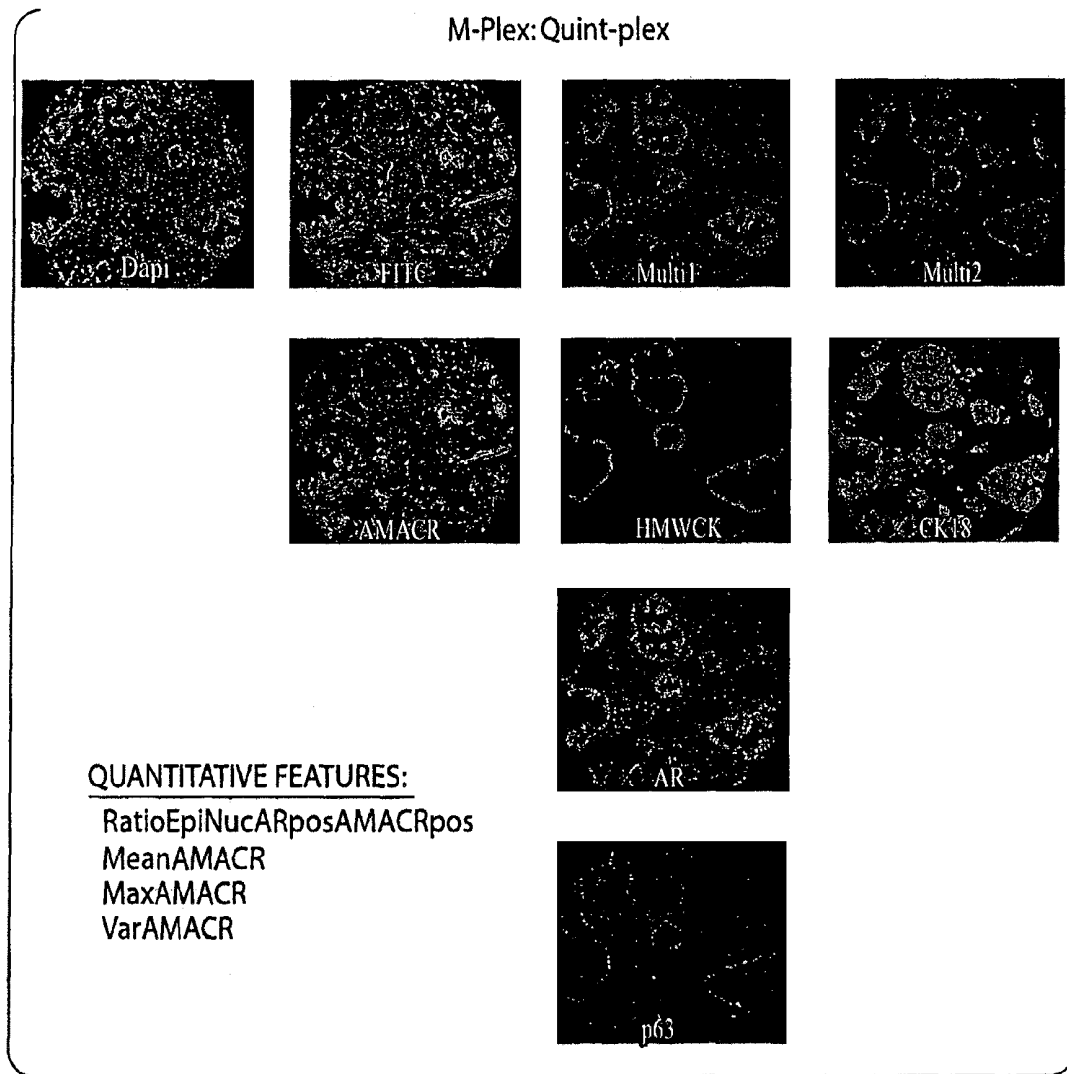 M-Plex: Quint-plex
Dapi
FITC
Multi1
Multi2
AMACR
HMWCK
CK18
AR
QUANTITATIVE FEATURES:
RatioEpiNucARposAMACRpos
MeanAMACR
MaxAMACR
VarAMACR
p63